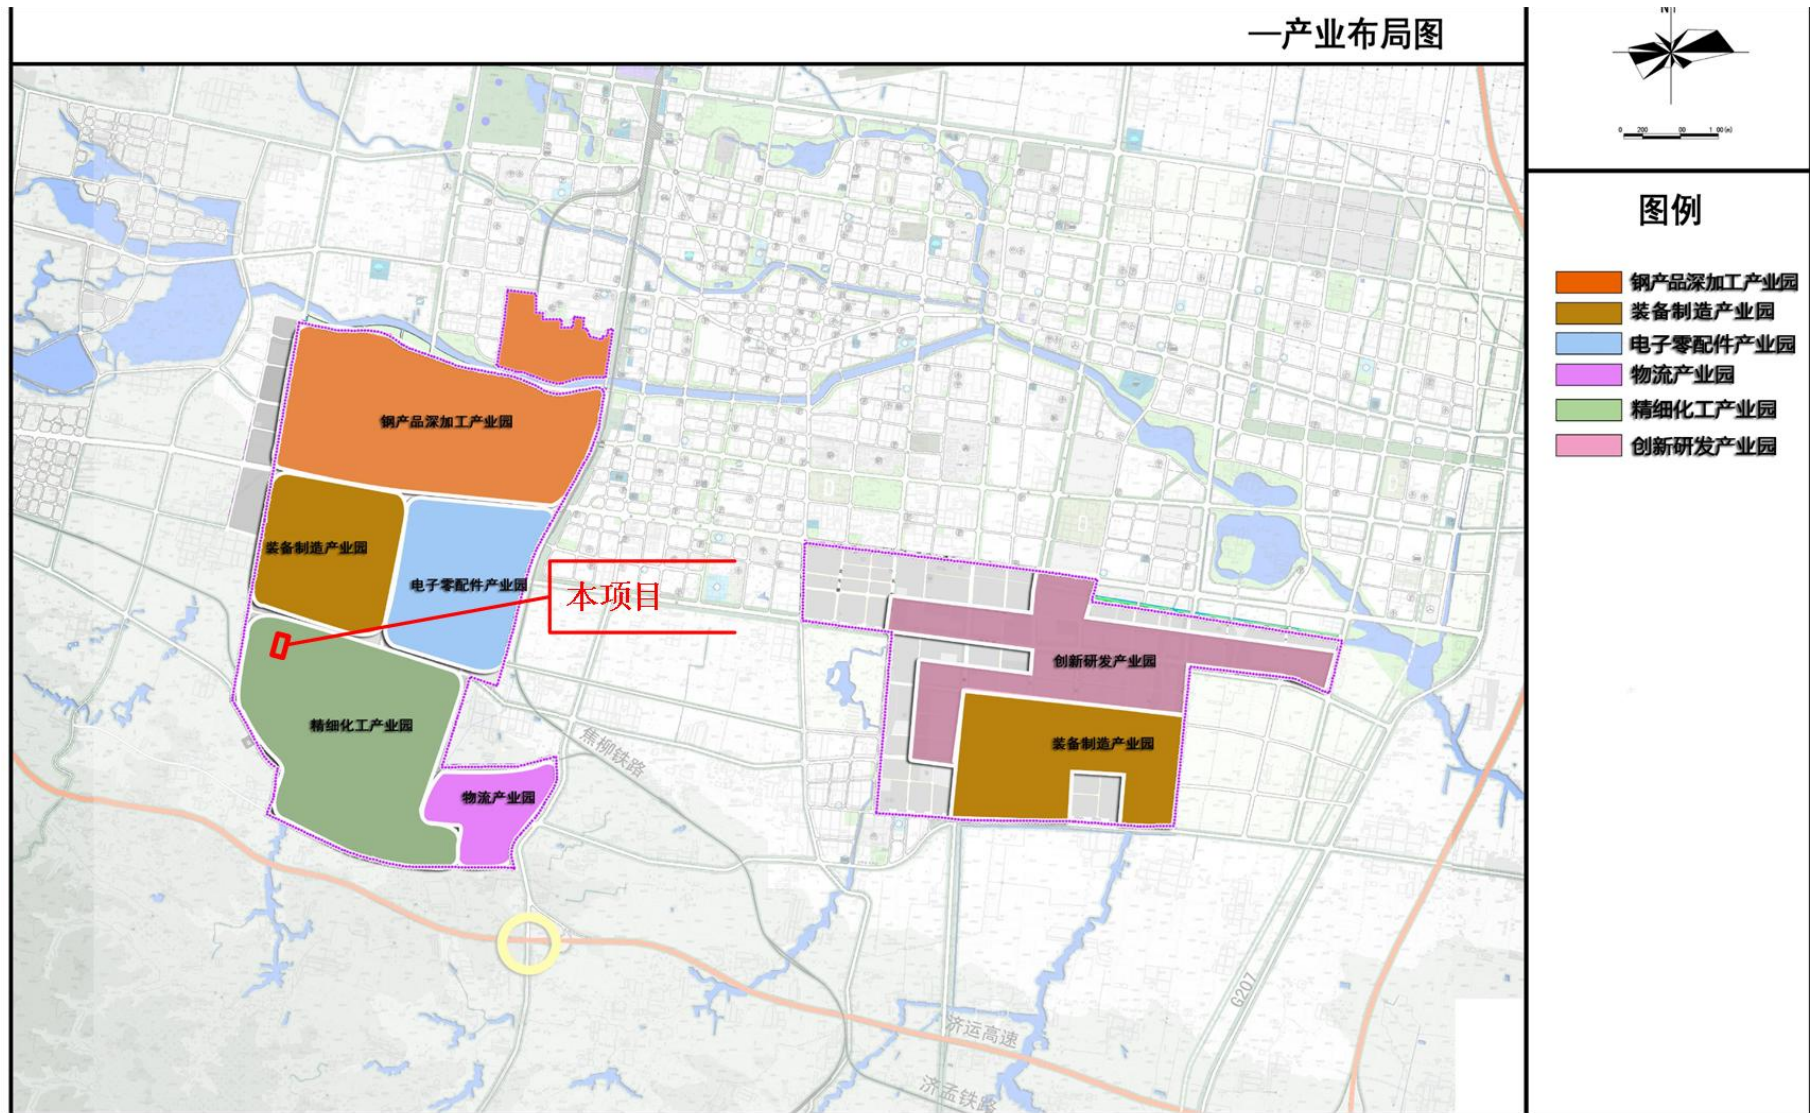 —产业布局图
N
0 200 00 1 00(m)
图例
钢产品深加工产业园
装备制造产业园
电子零配件产业园
物流产业园
精细化工产业园
创新研发产业园
钢产品深加工产业园
装备制造产业园
电子零配件产业园
本项目
精细化工产业园
物流产业园
创新研发产业园
装备制造产业园
焦柳铁路
G207
济运高速
济孟铁路